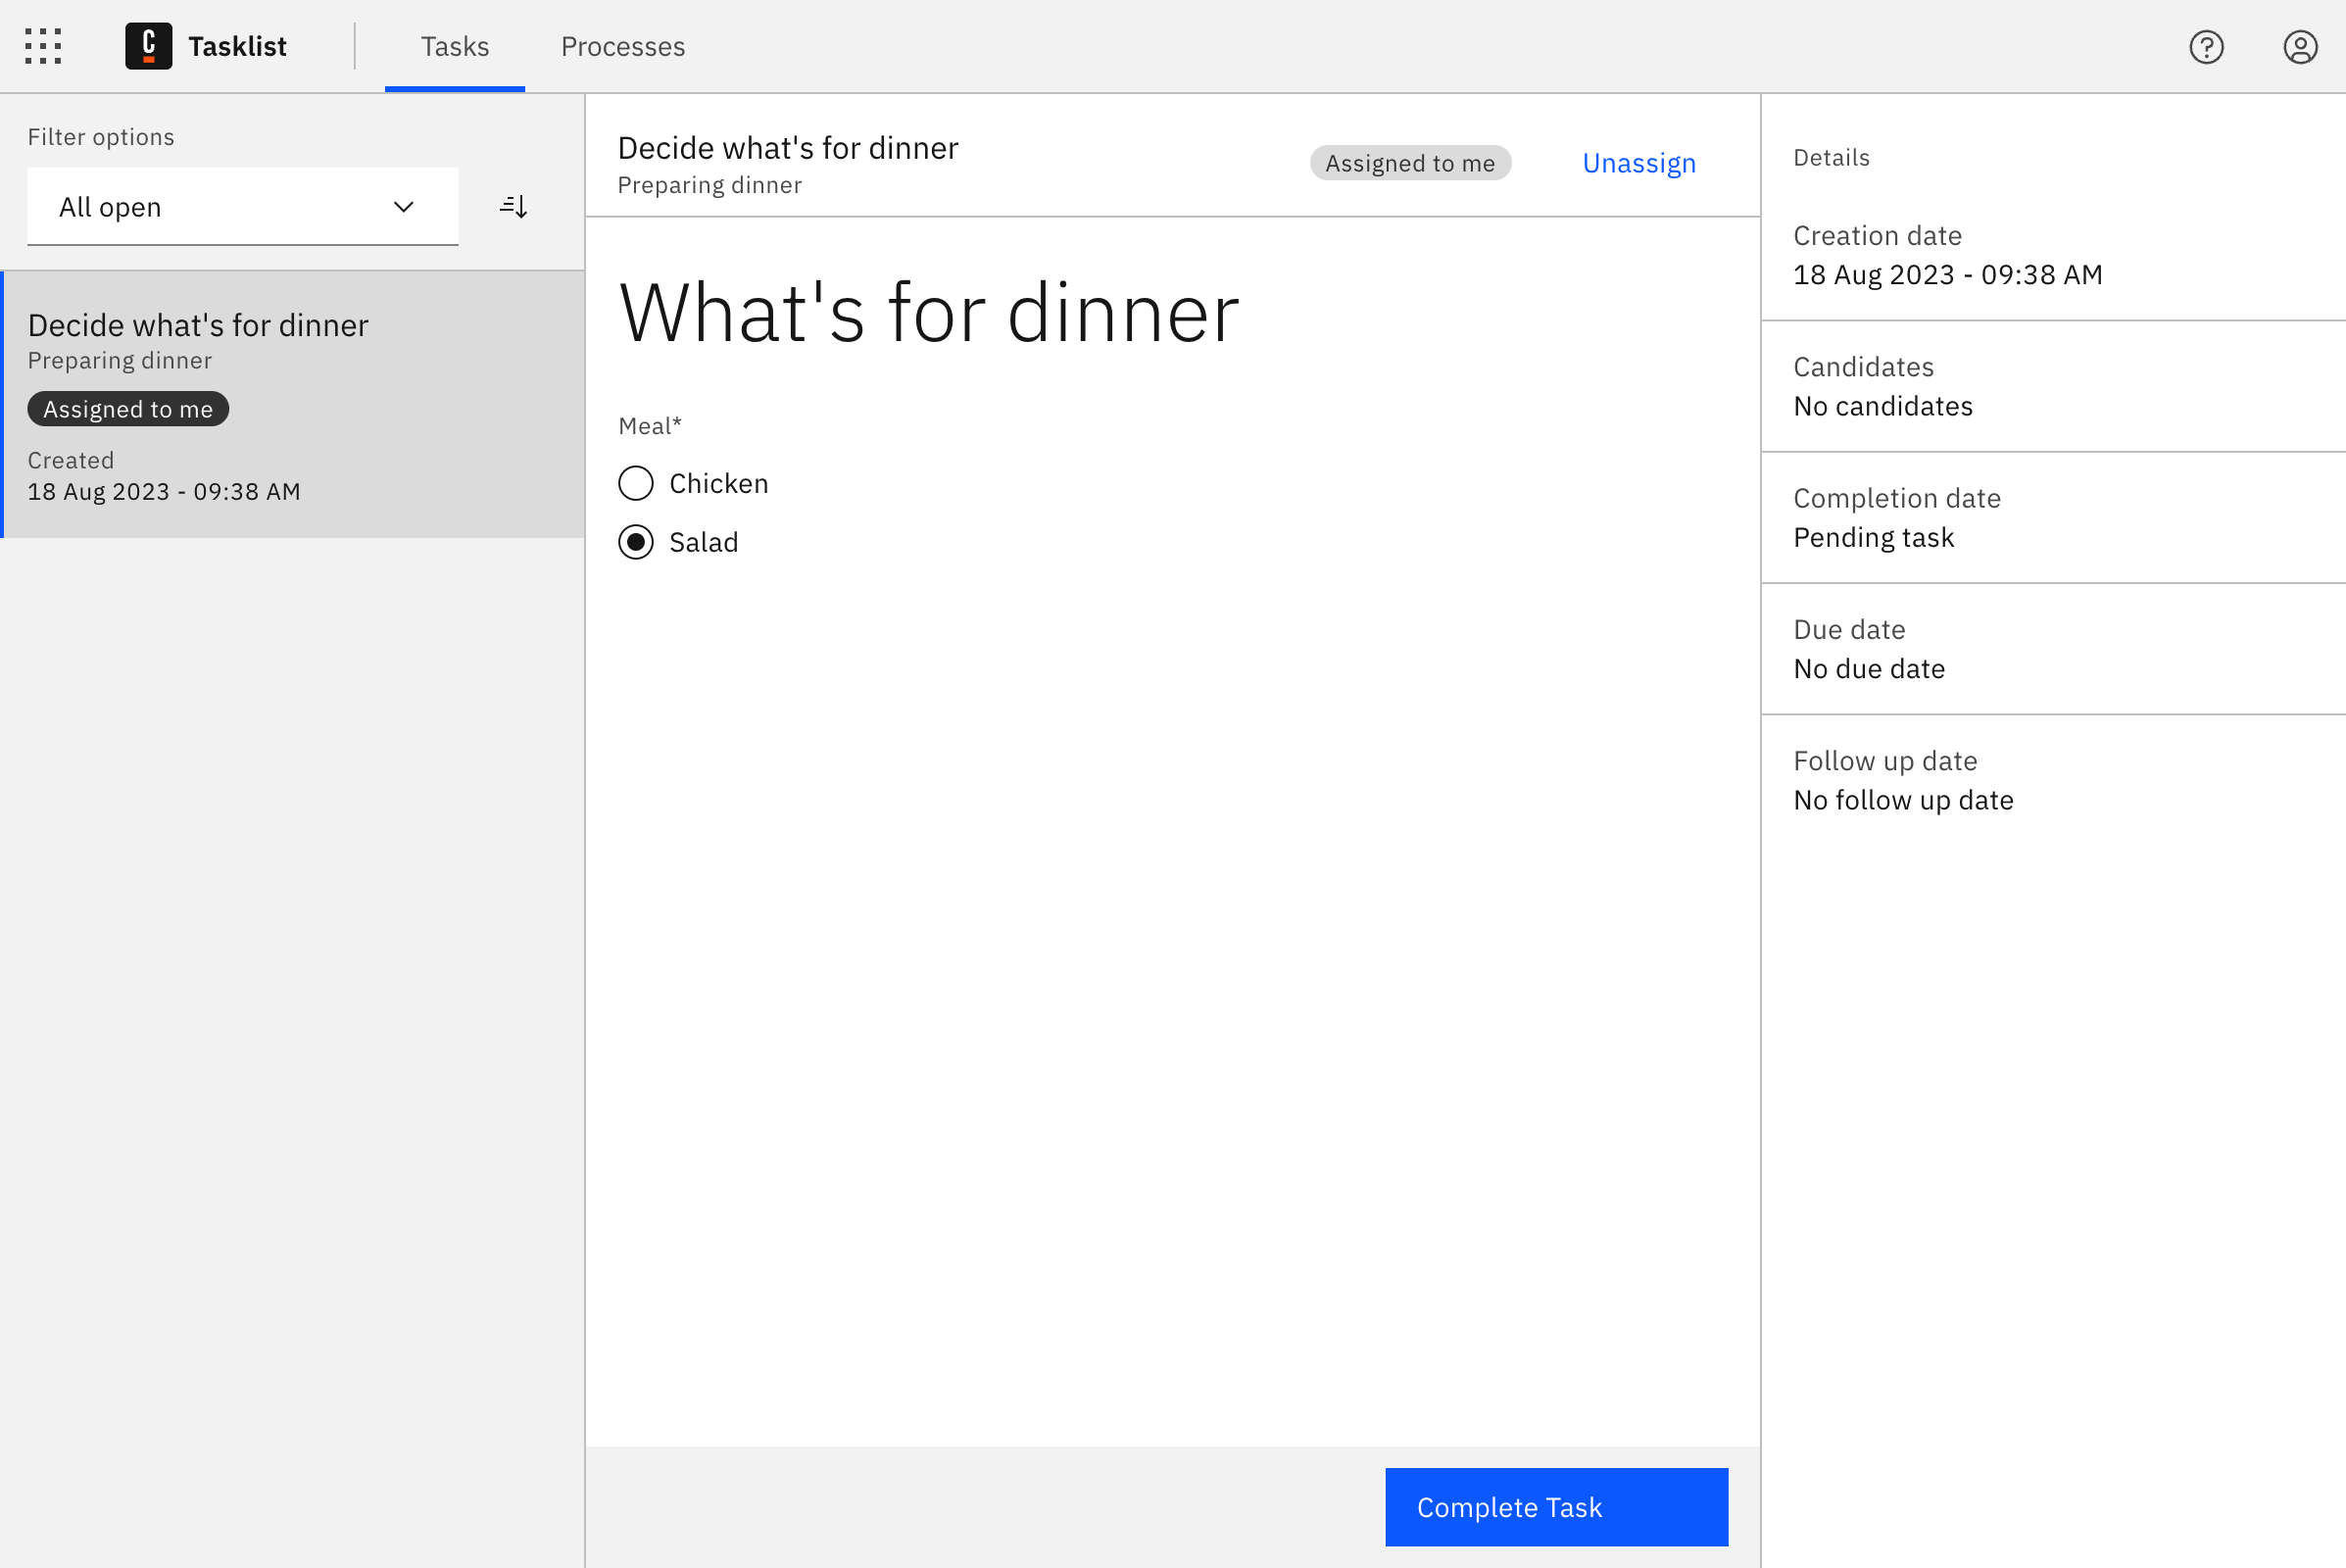 Tasklist
Tasks
Processes
Filter options
All open
Decide what's for dinner
Preparing dinner
Assigned to me
Created
18 Aug 2023 - 09:38 AM
Decide what's for dinner
Preparing dinner
Assigned to me
Unassign
What's for dinner
Meal*
Chicken
Salad
Complete Task
Details
Creation date
18 Aug 2023 - 09:38 AM
Candidates
No candidates
Completion date
Pending task
Due date
No due date
Follow up date
No follow up date